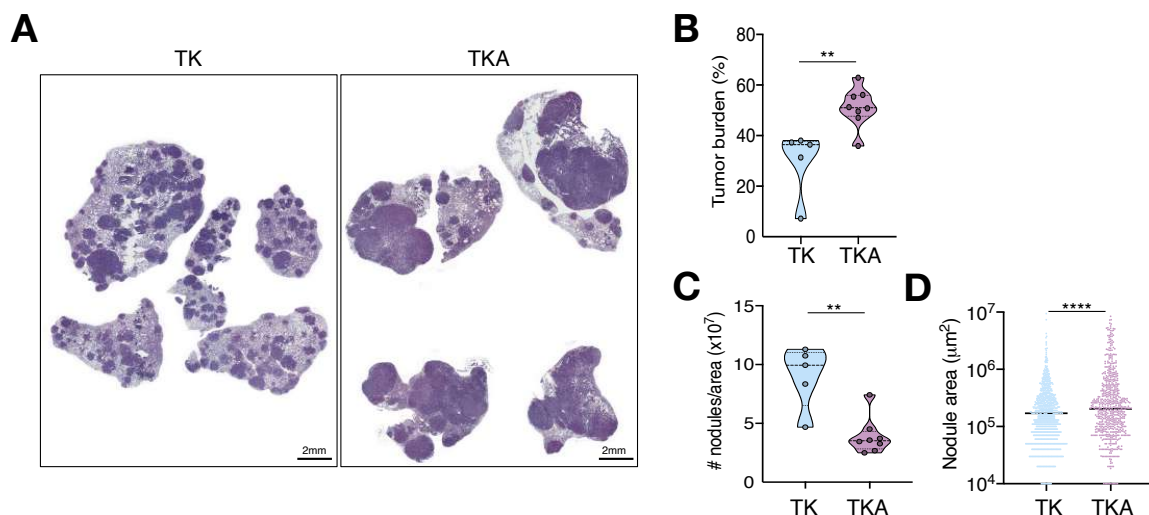 A
TK
TKA
2mm
2mm
B
Tumor burden (%)
80
60
40
20
0
**
TK
TKA
C
# nodules/area (x10⁷)
15
10
5
0
**
TK
TKA
D
Nodule area (μm²)
10⁷
10⁶
10⁵
10⁴
****
TK
TKA